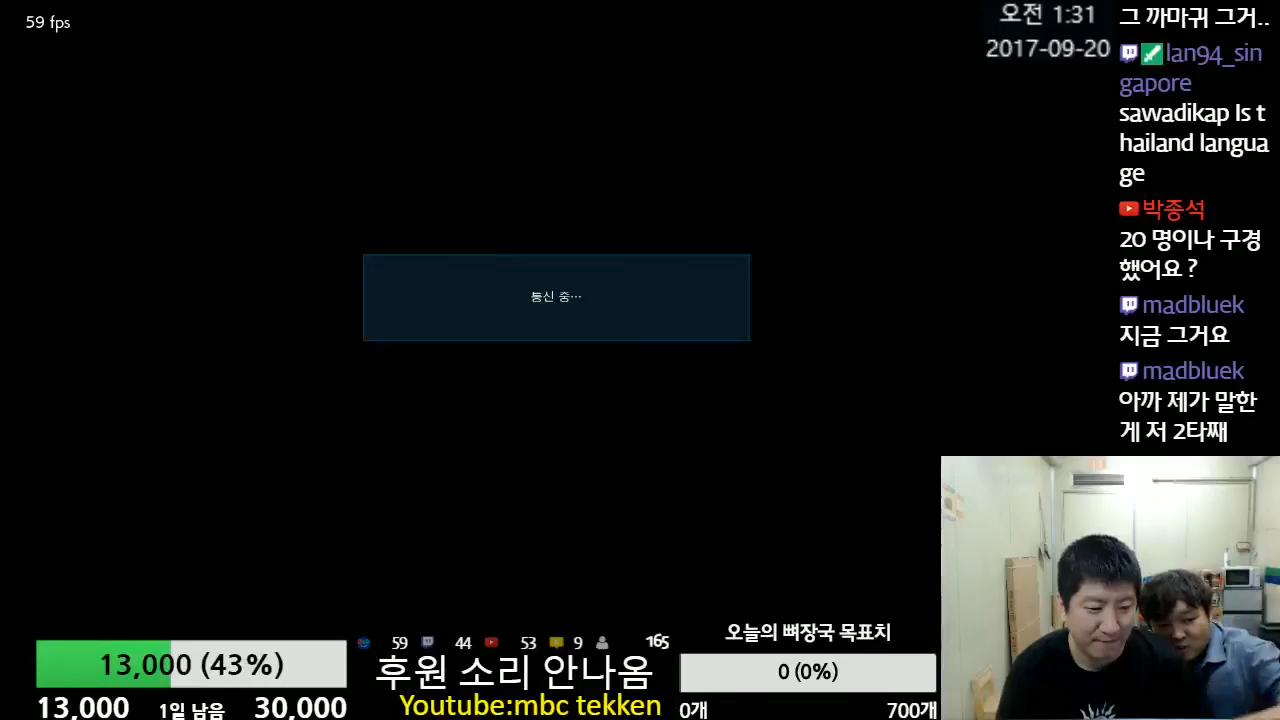 59 fps
오전 1:31
2017-09-20
그 까마귀 그거..
lan94_sin
gapore
sawadikap Is t
hailand langua
ge
박종석
20 명이나 구경
했어요 ?
madbluek
지금 그거요
madbluek
아까 제가 말한
게 저 2타째
통신 중…
13,000 (43%)
13,000 1일 남음 30,000
59 44 53 9 165
후원 소리 안나옴
Youtube:mbc tekken
오늘의 뼈장국 목표치
0 (0%)
0개 700개